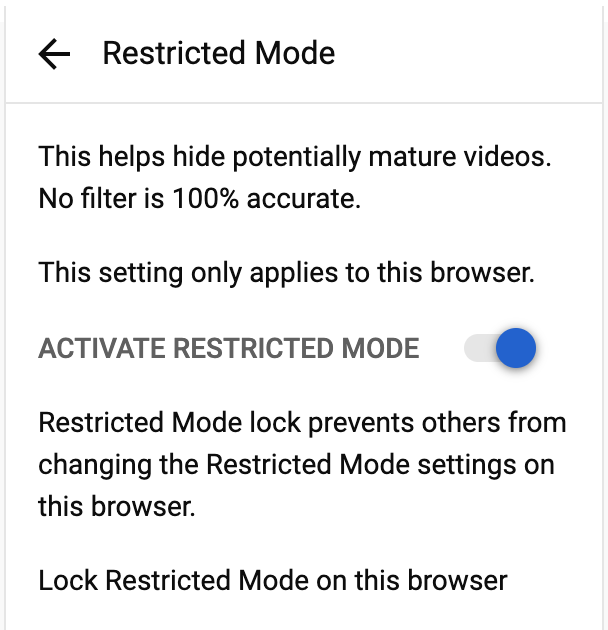 Restricted Mode
This helps hide potentially mature videos.
No filter is 100% accurate.
This setting only applies to this browser.
ACTIVATE RESTRICTED MODE
Restricted Mode lock prevents others from
changing the Restricted Mode settings on
this browser.
Lock Restricted Mode on this browser